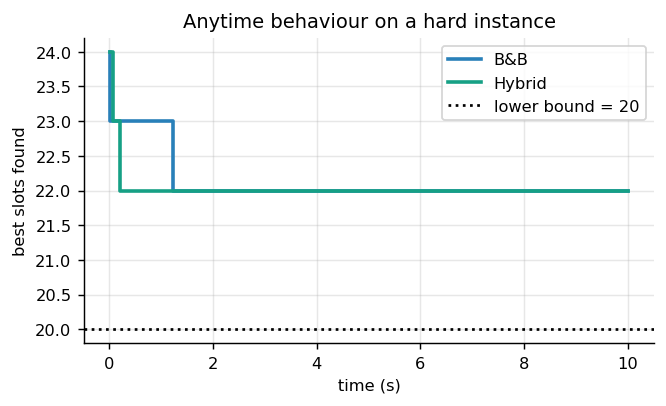 Anytime behaviour on a hard instance
B&B
Hybrid
lower bound = 20
best slots found
24.0
23.5
23.0
22.5
22.0
21.5
21.0
20.5
20.0
0 2 4 6 8 10
time (s)